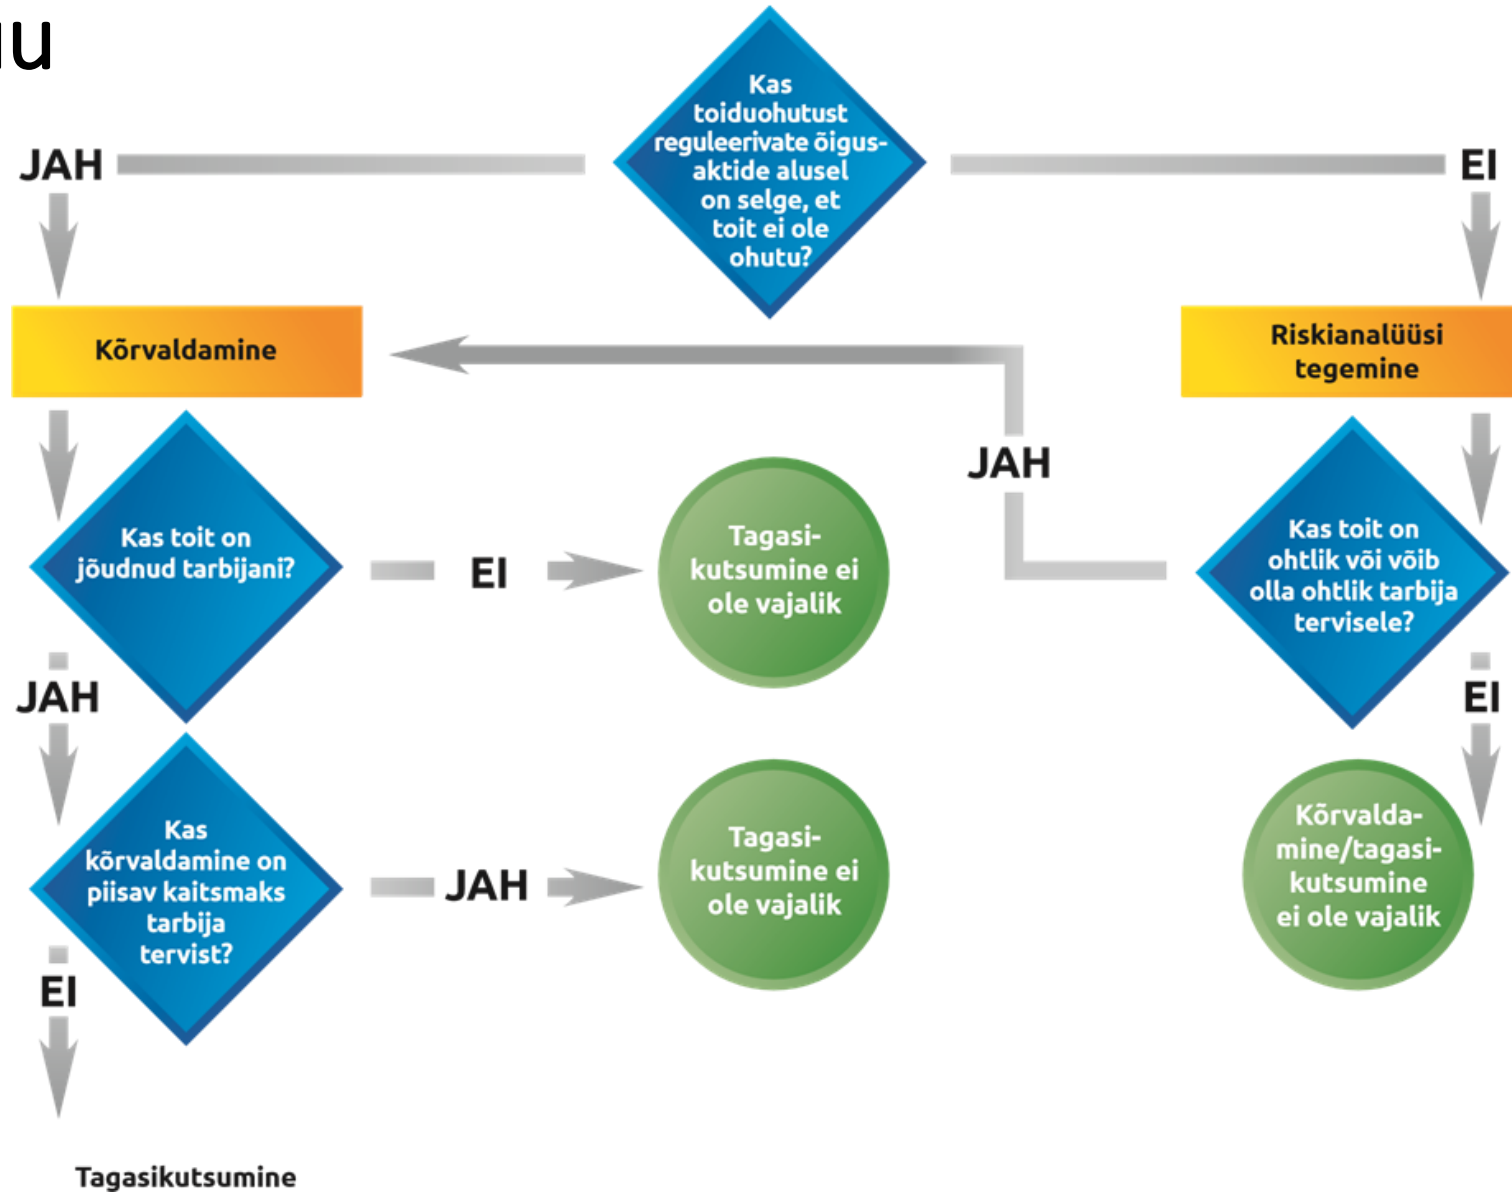 Kas
toiduohutust
reguleerivate õigus-
aktide alusel
on selge, et
toit ei ole
ohutu?
JAH
EI
Kõrvaldamine
Riskianalüüsi
tegemine
JAH
Kas toit on
jõudnud tarbijani?
EI
Tagasi-
kutsumine ei
ole vajalik
Kas toit on
ohtlik või võib
olla ohtlik tarbija
tervisele?
JAH
EI
Kas
kõrvaldamine on
piisav kaitsmaks
tarbija
tervist?
JAH
Tagasi-
kutsumine ei
ole vajalik
Kõrvalda-
mine/tagasi-
kutsumine
ei ole vajalik
EI
Tagasikutsumine